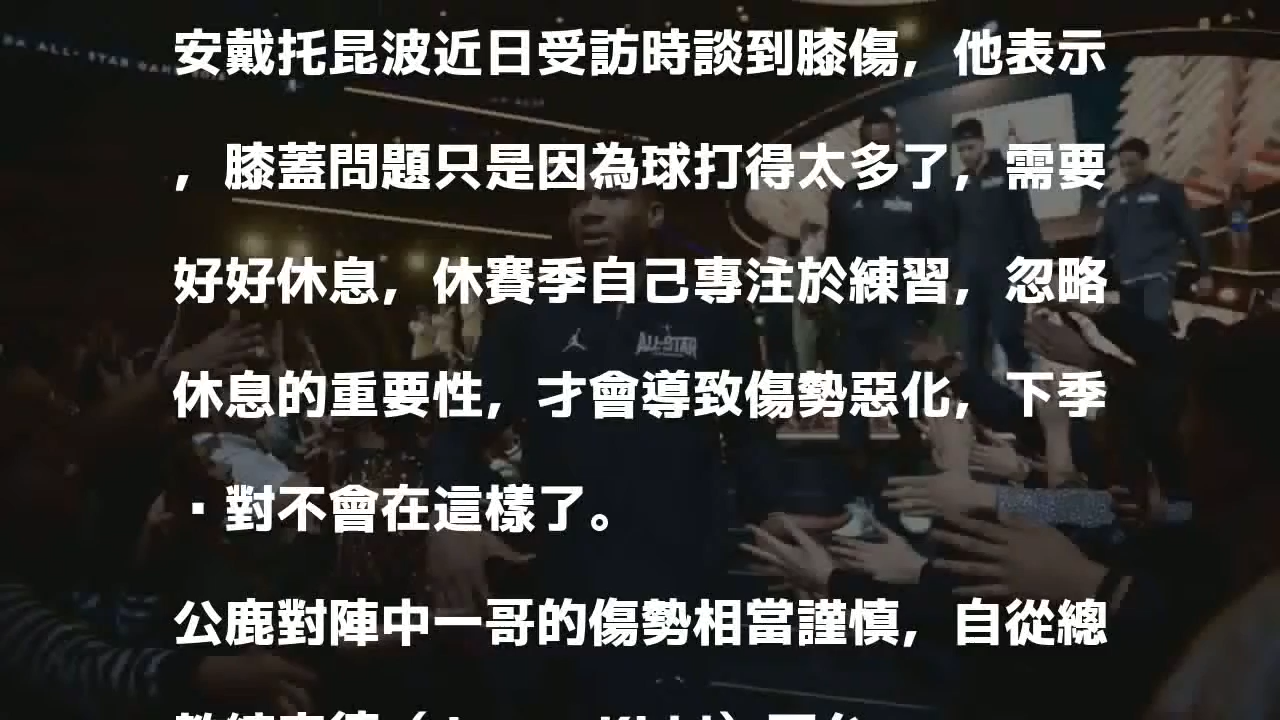 安戴托昆波近日受訪時談到膝傷，他表示
，膝蓋問題只是因為球打得太多了，需要
好好休息，休賽季自己專注於練習，忽略
休息的重要性，才會導致傷勢惡化，下季
·對不會在這樣了。
公鹿對陣中一哥的傷勢相當謹慎，自從總
ALL-STAR